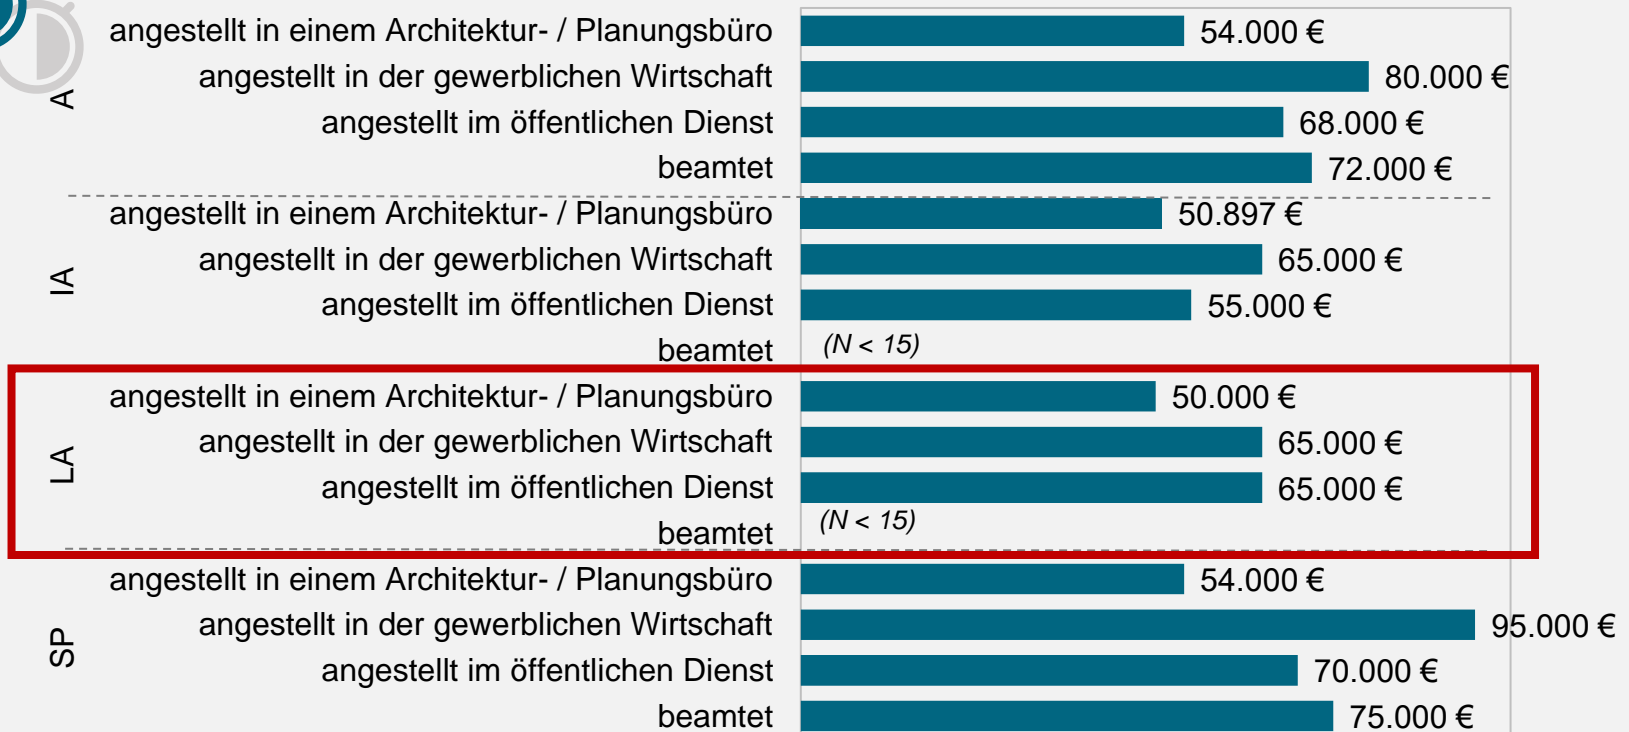 A
angestellt in einem Architektur- / Planungsbüro 54.000 €
angestellt in der gewerblichen Wirtschaft 80.000 €
angestellt im öffentlichen Dienst 68.000 €
beamtet 72.000 €
IA
angestellt in einem Architektur- / Planungsbüro 50.897 €
angestellt in der gewerblichen Wirtschaft 65.000 €
angestellt im öffentlichen Dienst 55.000 €
beamtet (N < 15)
LA
angestellt in einem Architektur- / Planungsbüro 50.000 €
angestellt in der gewerblichen Wirtschaft 65.000 €
angestellt im öffentlichen Dienst 65.000 €
beamtet (N < 15)
SP
angestellt in einem Architektur- / Planungsbüro 54.000 €
angestellt in der gewerblichen Wirtschaft 95.000 €
angestellt im öffentlichen Dienst 70.000 €
beamtet 75.000 €